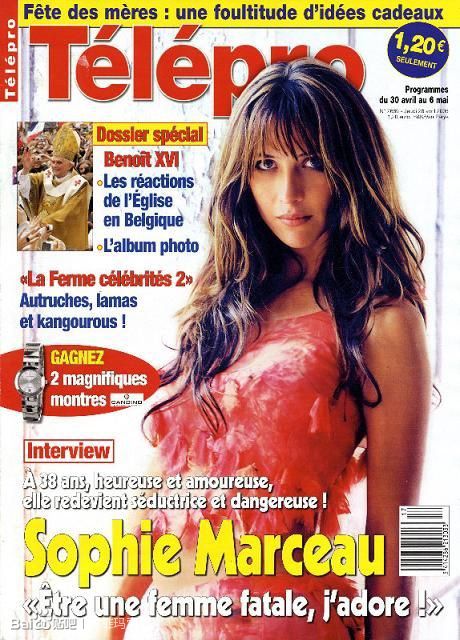 Fête des mères : une foultitude d'idées cadeaux
Télépro
Télépro
1,20€
SEULEMENT
Programmes
du 30 avril au 6 mai
Dossier spécial
Benoît XVI
Les réactions
de l'Église
en Belgique
L'album photo
«La Ferme célébrités 2»
Autruches, lamas
et kangourous !
GAGNEZ
2 magnifiques
montres CANDINO
Interview
À 38 ans, heureuse et amoureuse,
elle redevient séductrice et dangereuse !
Sophie Marceau
«Être une femme fatale, j'adore !»
17